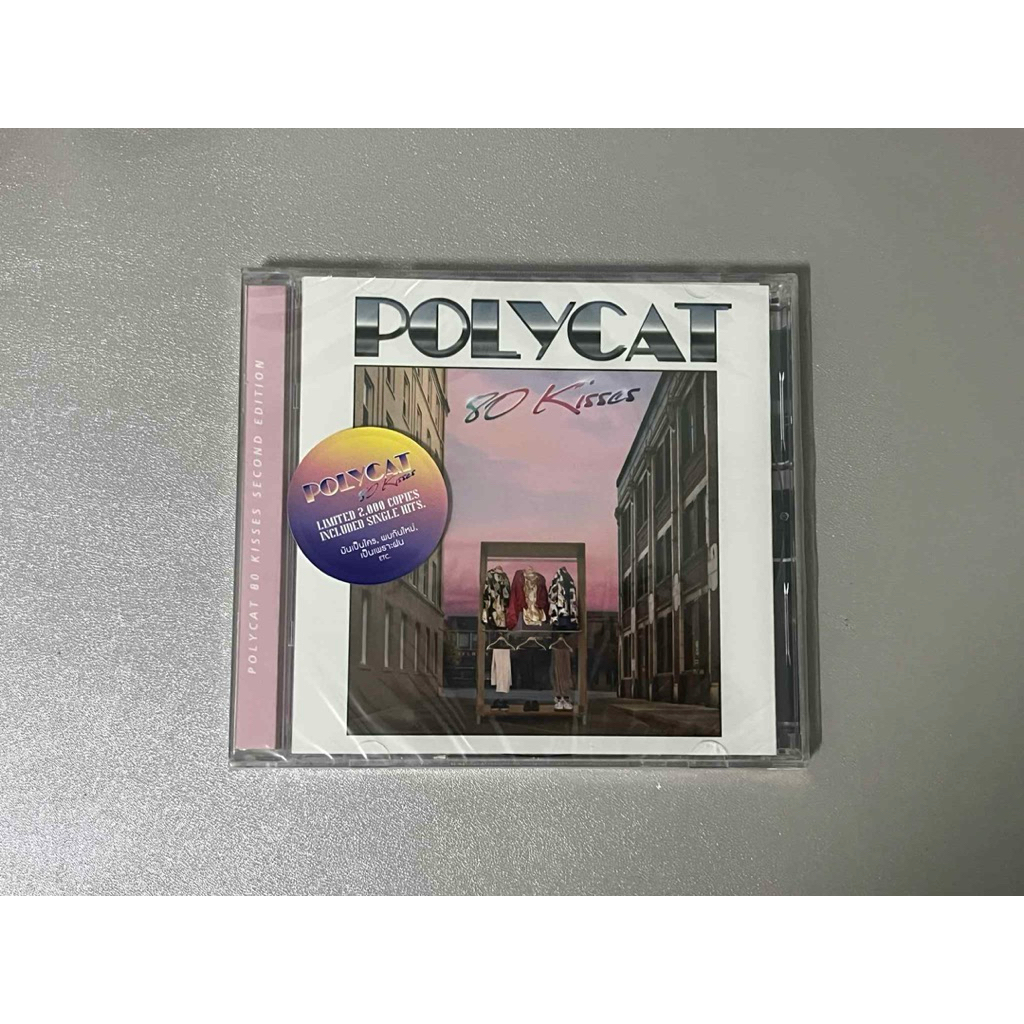 POLYCAT
80 Kisses
POLYCAT 80 KISSES SECOND EDITION
POLYCAT
80 Kisses
LIMITED 2,000 COPIES
INCLUDED SINGLE HITS.
มันเป็นใคร, พบกันใหม่,
เป็นเพราะฝน
ETC.